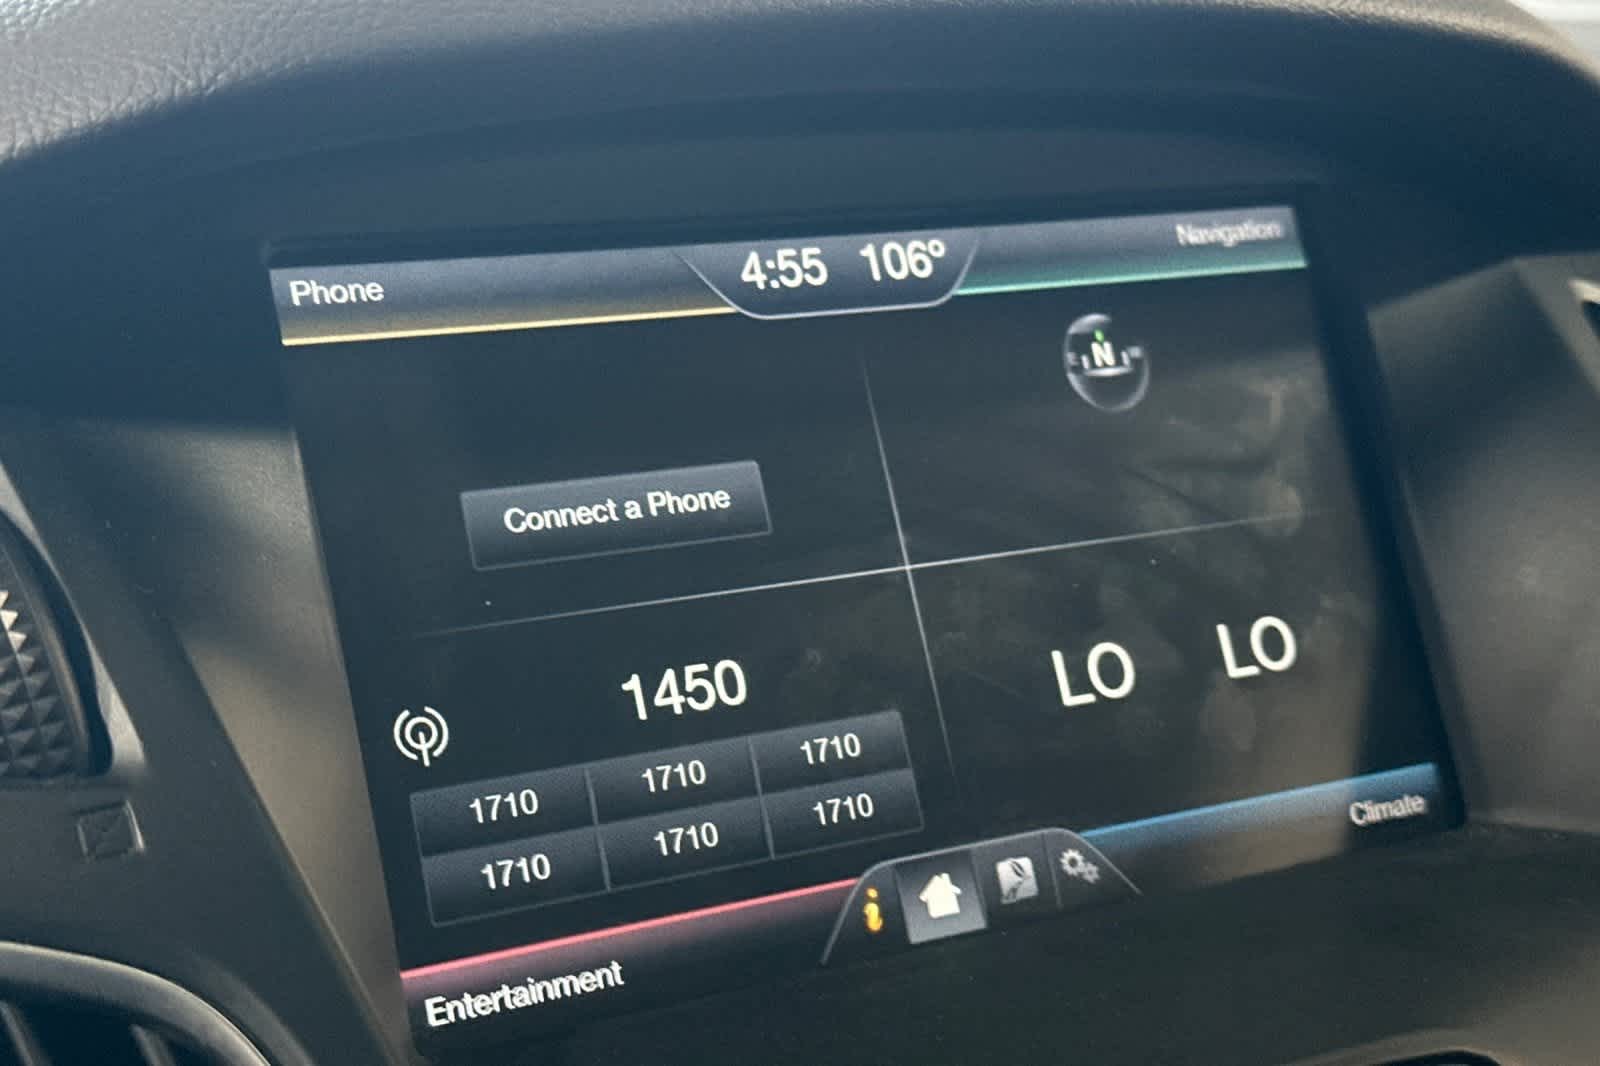 Phone
4:55 106°
Navigation
N
Connect a Phone
1450
LO LO
1710 1710 1710
1710 1710 1710
i
Climate
Entertainment